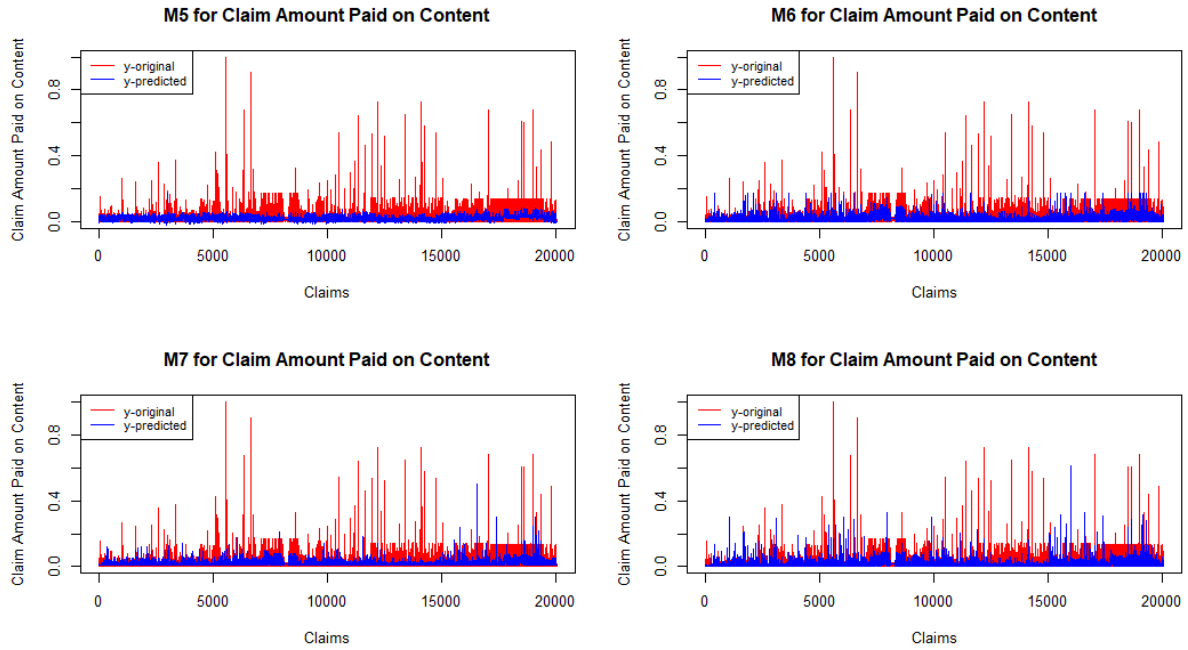 M5 for Claim Amount Paid on Content
Claim Amount Paid on Content
0.0 0.4 0.8
y-original
y-predicted
0 5000 10000 15000 20000
Claims
M6 for Claim Amount Paid on Content
Claim Amount Paid on Content
0.0 0.4 0.8
y-original
y-predicted
0 5000 10000 15000 20000
Claims
M7 for Claim Amount Paid on Content
Claim Amount Paid on Content
0.0 0.4 0.8
y-original
y-predicted
0 5000 10000 15000 20000
Claims
M8 for Claim Amount Paid on Content
Claim Amount Paid on Content
0.0 0.4 0.8
y-original
y-predicted
0 5000 10000 15000 20000
Claims